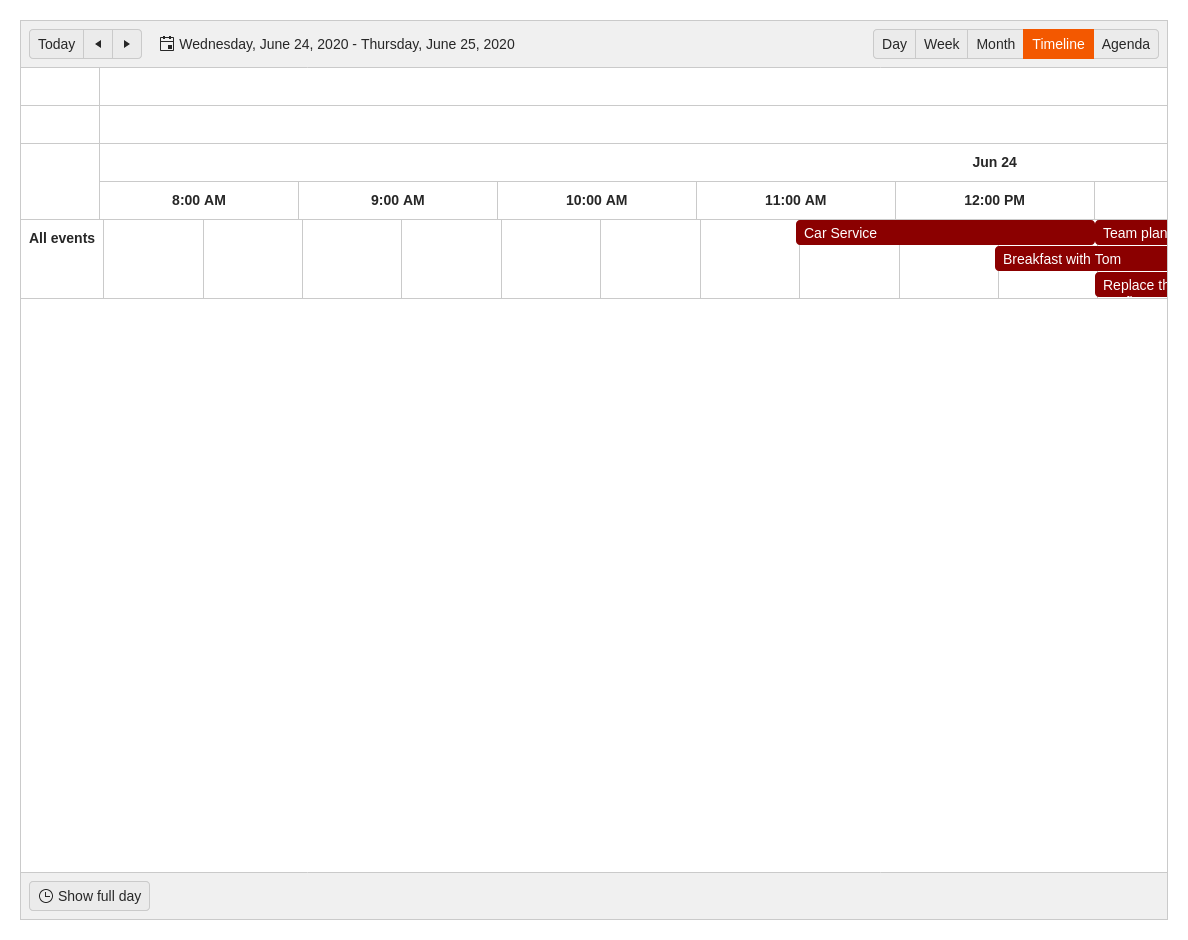 Today
Wednesday, June 24, 2020 - Thursday, June 25, 2020
Day Week Month Timeline Agenda
Jun 24
8:00 AM 9:00 AM 10:00 AM 11:00 AM 12:00 PM
All events
Car Service Team plan
Breakfast with Tom
Replace th
Show full day